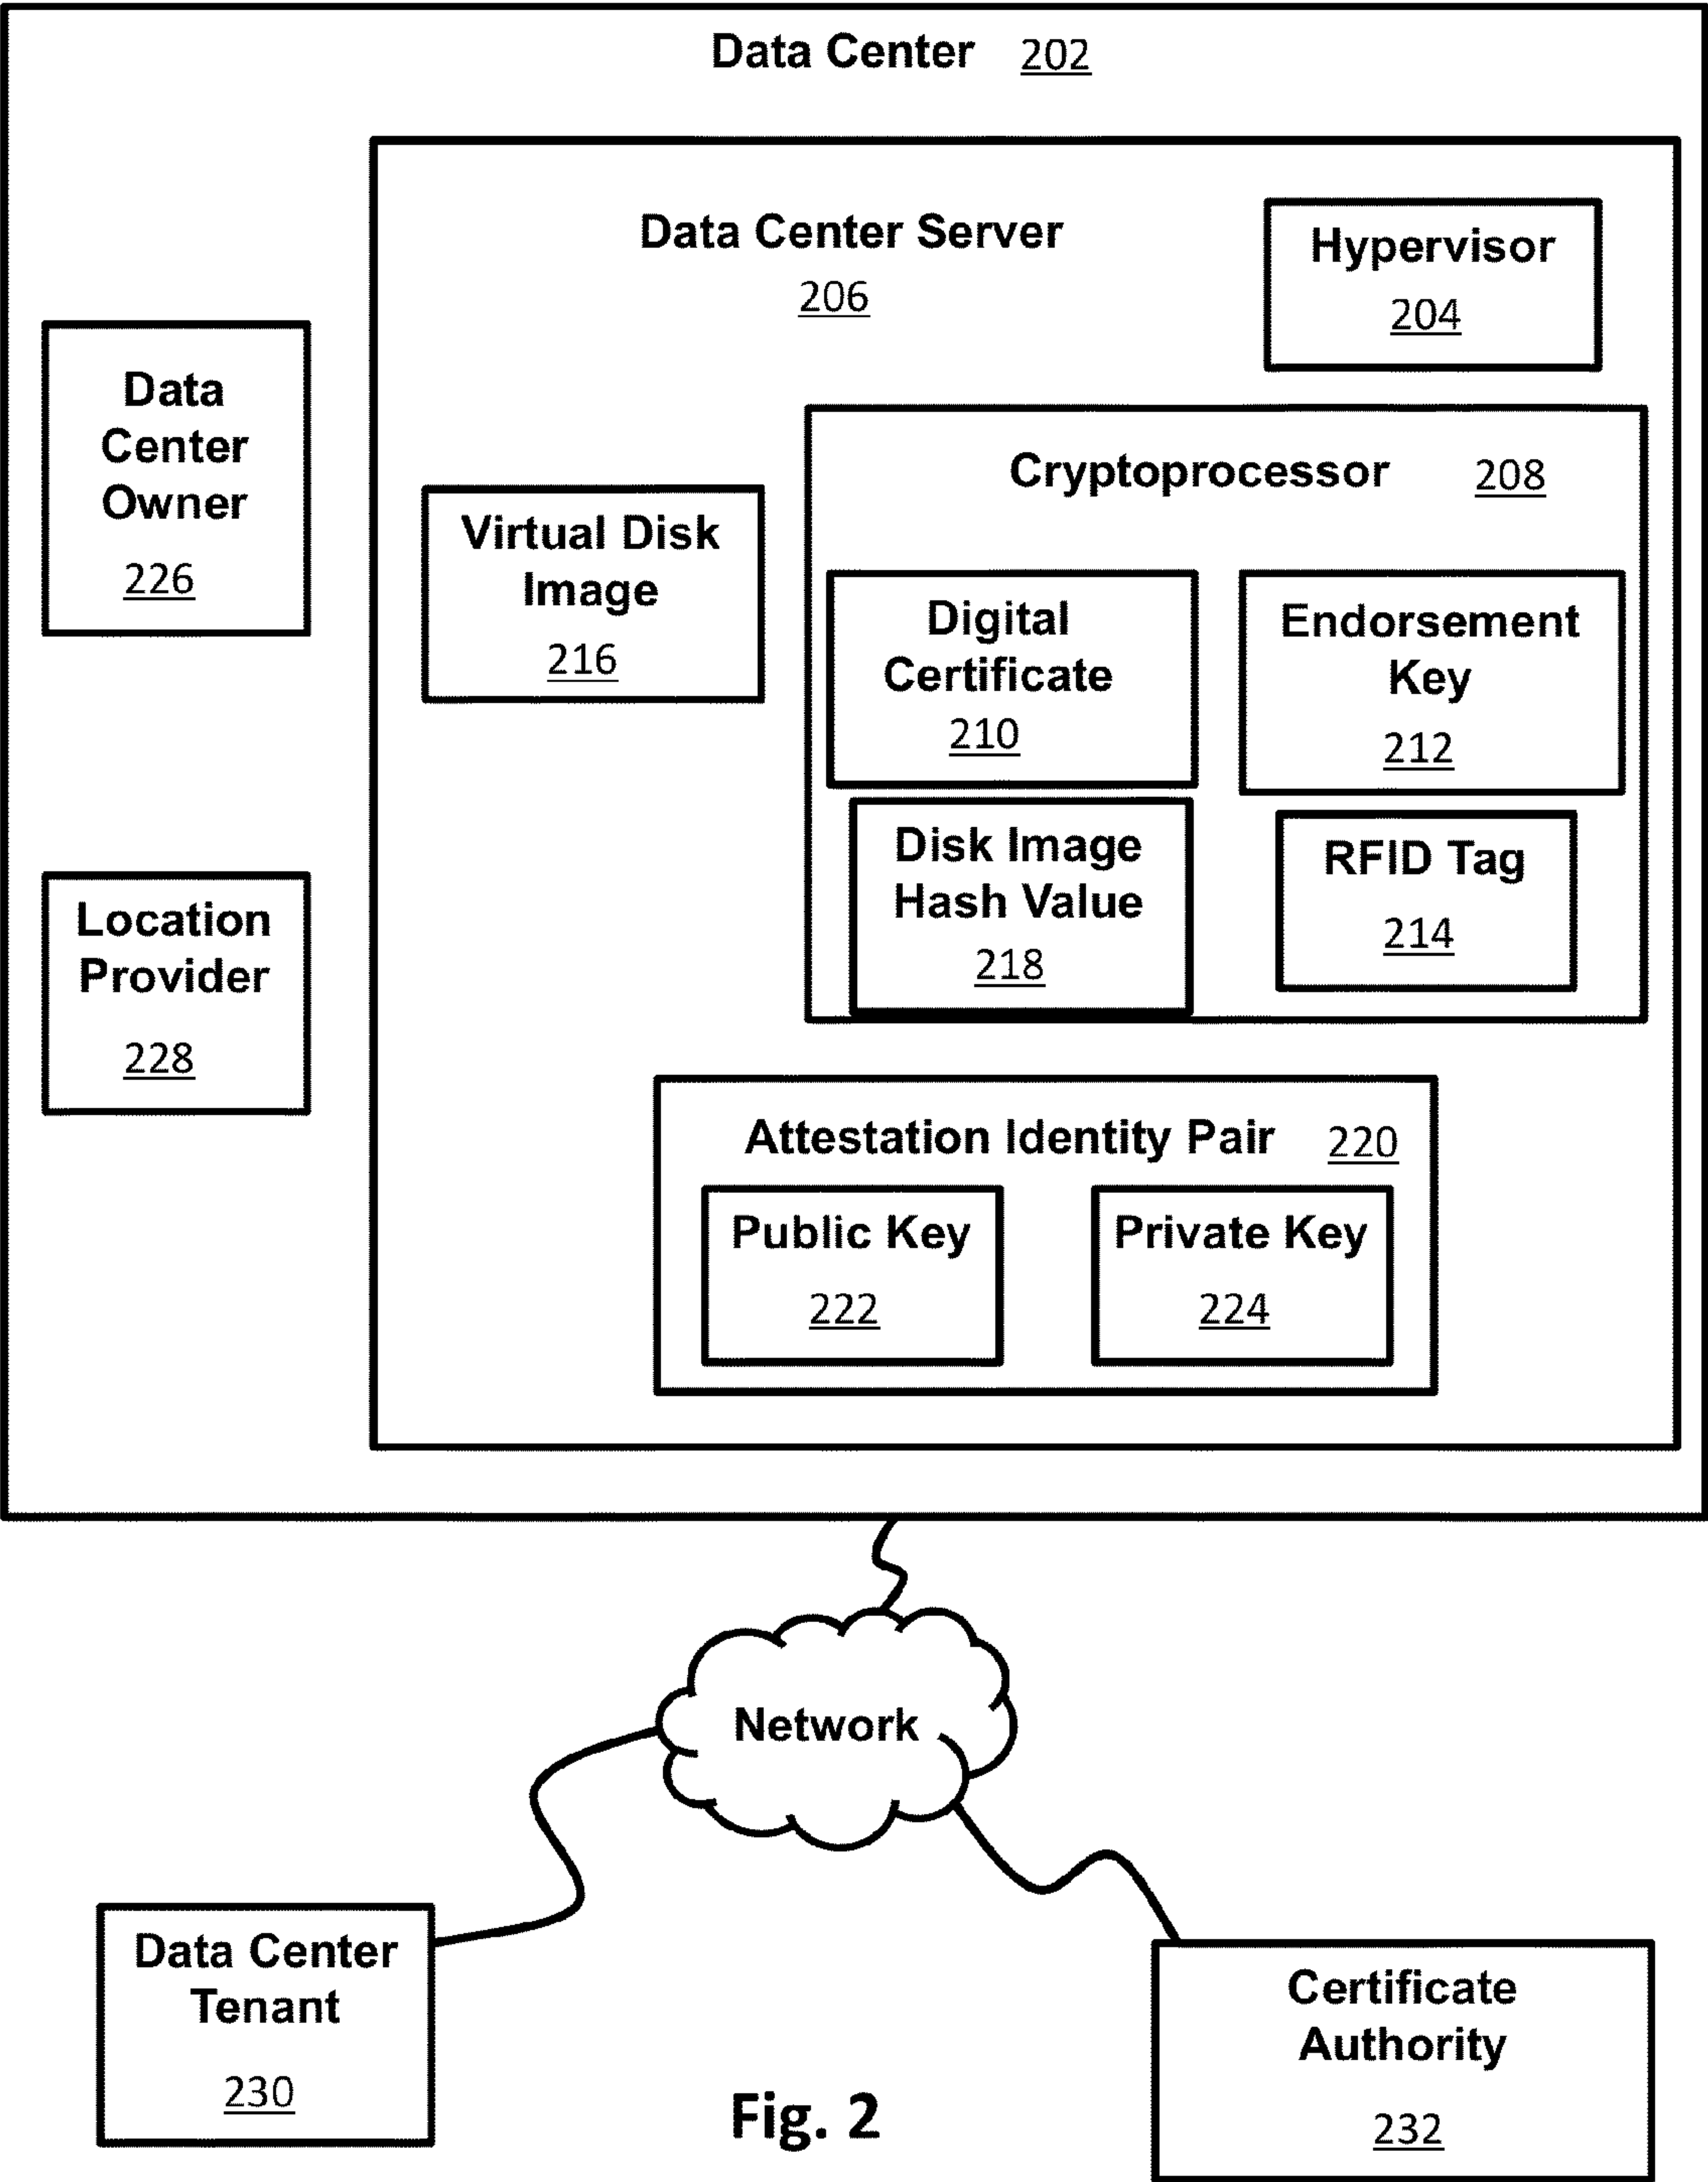 Data Center 202
Data Center Server
206
Hypervisor
204
Data
Center
Owner
226
Virtual Disk
Image
216
Cryptoprocessor 208
Digital
Certificate
210
Endorsement
Key
212
Disk Image
Hash Value
218
RFID Tag
214
Location
Provider
228
Attestation Identity Pair 220
Public Key
222
Private Key
224
Network
Data Center
Tenant
230
Certificate
Authority
232
Fig. 2